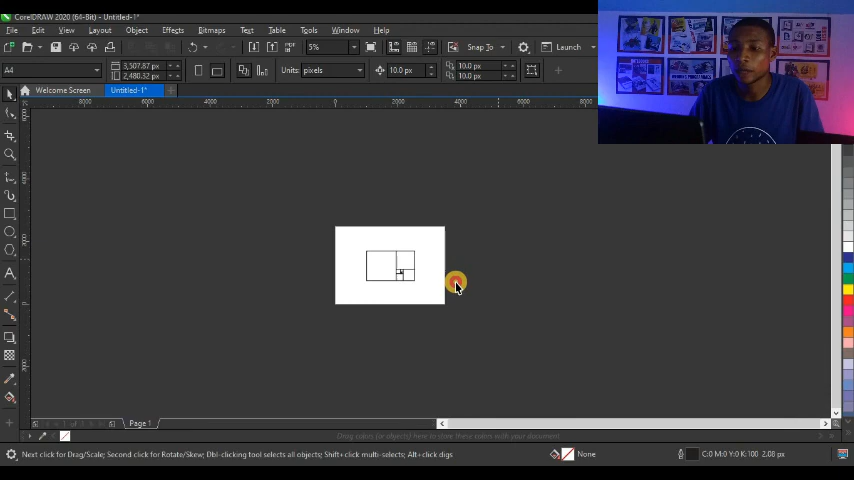 CorelDRAW 2020 (64-Bit) - Untitled-1*
File Edit View Layout Object Effects Bitmaps Text Table Tools Window Help
5% Snap To Launch
A4 3,507.87 px 2,480.32 px Units: pixels 10.0 px 10.0 px 10.0 px
Welcome Screen Untitled-1*
8000 6000 4000 2000 0 2000 4000 6000 8000
Page 1
Drag colors (or objects) here to store these colors with your document
Next click for Drag/Scale; Second click for Rotate/Skew; Dbl-clicking tool selects all objects; Shift+click multi-selects; Alt+click digs None C:0 M:0 Y:0 K:100 2.08 px